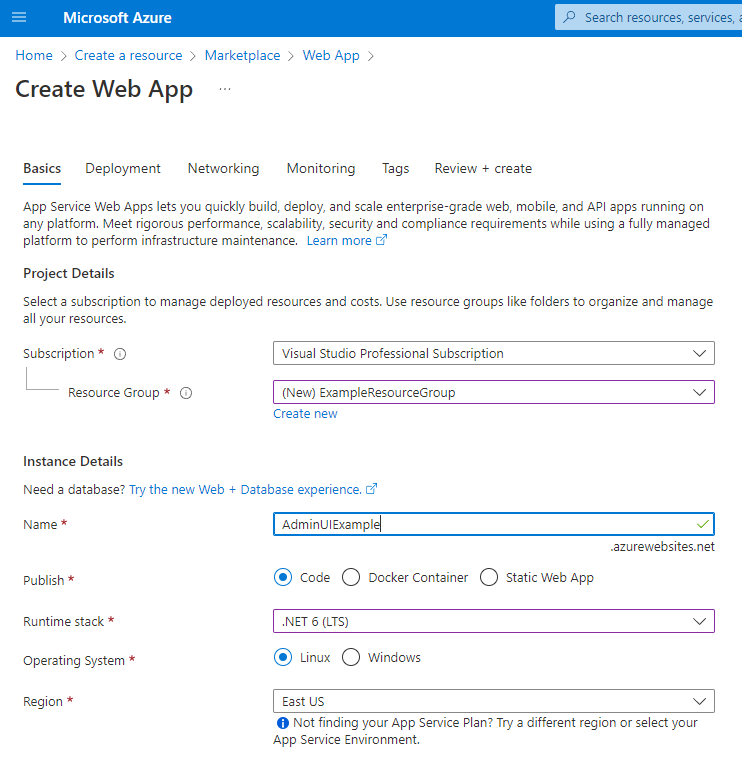 Microsoft Azure
Search resources, services, a
Home > Create a resource > Marketplace > Web App >
Create Web App ...
Basics Deployment Networking Monitoring Tags Review + create
App Service Web Apps lets you quickly build, deploy, and scale enterprise-grade web, mobile, and API apps running on
any platform. Meet rigorous performance, scalability, security and compliance requirements while using a fully managed
platform to perform infrastructure maintenance. Learn more
Project Details
Select a subscription to manage deployed resources and costs. Use resource groups like folders to organize and manage
all your resources.
Subscription *
Visual Studio Professional Subscription
Resource Group *
(New) ExampleResourceGroup
Create new
Instance Details
Need a database? Try the new Web + Database experience.
Name *
AdminUIExample
.azurewebsites.net
Publish *
Code Docker Container Static Web App
Runtime stack *
.NET 6 (LTS)
Operating System *
Linux Windows
Region *
East US
Not finding your App Service Plan? Try a different region or select your
App Service Environment.